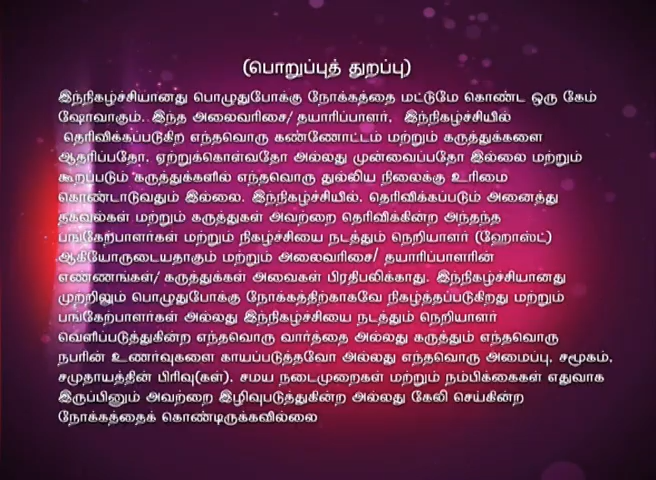 (பொறுப்புத் துறப்பு)
இந்நிகழ்ச்சியானது பொழுதுபோக்கு நோக்கத்தை மட்டுமே கொண்ட ஒரு கேம்
ஷோவாகும். இந்த அலைவரிசை/ தயாரிப்பாளர், இந்நிகழ்ச்சியில்
தெரிவிக்கப்படுகிற எந்தவொரு கண்ணோட்டம் மற்றும் கருத்துக்களை
ஆதரிப்பதோ, ஏற்றுக்கொள்வதோ அல்லது முன்வைப்பதோ இல்லை மற்றும்
கூறப்படும் கருத்துக்களில் எந்தவொரு துல்லிய நிலைக்கு உரிமை
கொண்டாடுவதும் இல்லை. இந்நிகழ்ச்சியில், தெரிவிக்கப்படும் அனைத்து
தகவல்கள் மற்றும் கருத்துகள் அவற்றை தெரிவிக்கின்ற அந்தந்த
பங்கேற்பாளர்கள் மற்றும் நிகழ்ச்சியை நடத்தும் நெறியாளர் (ஹோஸ்ட்)
ஆகியோருடையதாகும் மற்றும் அலைவரிசை/ தயாரிப்பாளரின்
எண்ணங்கள்/ கருத்துக்கள் அவைகள் பிரதிபலிக்காது. இந்நிகழ்ச்சியானது
முற்றிலும் பொழுதுபோக்கு நோக்கத்திற்காகவே நிகழ்த்தப்படுகிறது மற்றும்
பங்கேற்பாளர்கள் அல்லது இந்நிகழ்ச்சியை நடத்தும் நெறியாளர்
வெளிப்படுத்துகின்ற எந்தவொரு வார்த்தை அல்லது கருத்தும் எந்தவொரு
நபரின் உணர்வுகளை காயப்படுத்தவோ அல்லது எந்தவொரு அமைப்பு, சமூகம்,
சமுதாயத்தின் பிரிவு(கள்), சமய நடைமுறைகள் மற்றும் நம்பிக்கைகள் எதுவாக
இருப்பினும் அவற்றை இழிவுபடுத்துகின்ற அல்லது கேலி செய்கின்ற
நோக்கத்தைக் கொண்டிருக்கவில்லை